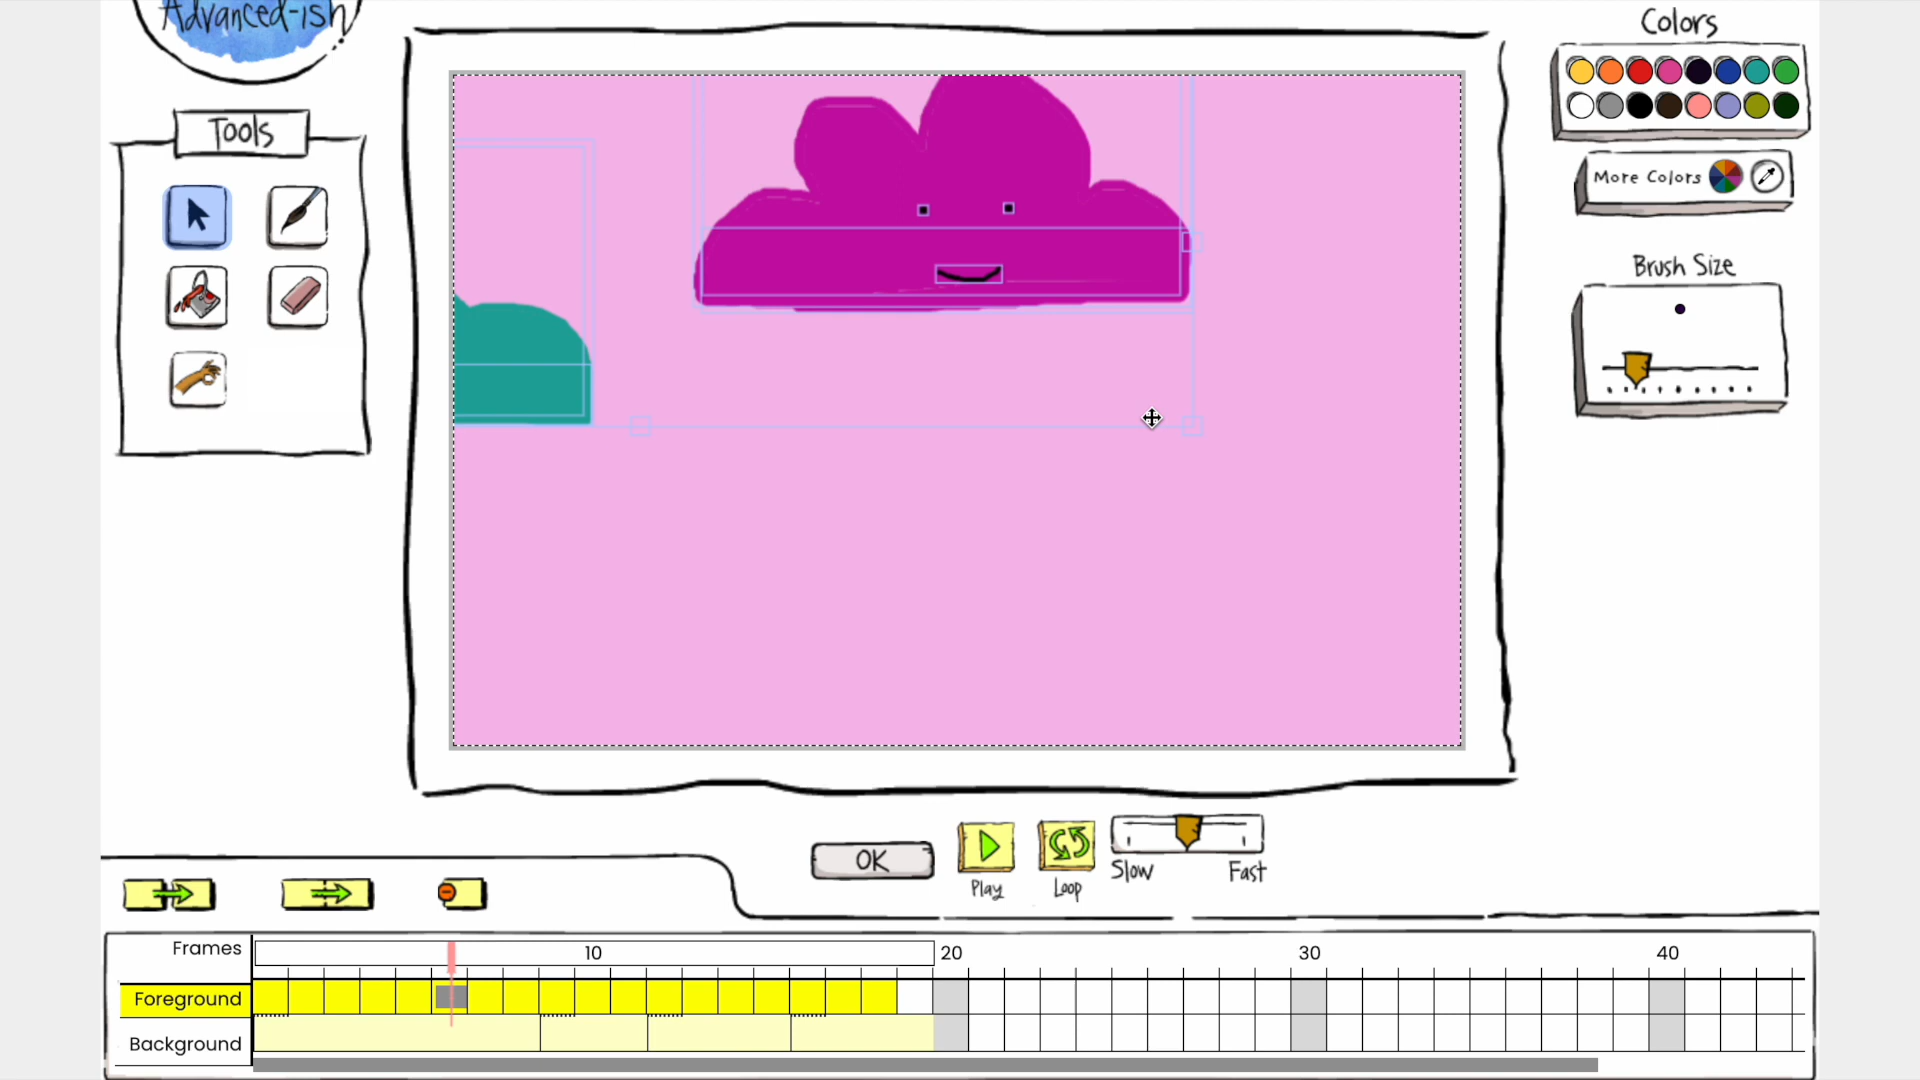 Advanced-ish
Colors
Tools
More Colors
Brush Size
OK
Play
Loop
Slow
Fast
Frames
10
20
30
40
Foreground
Background